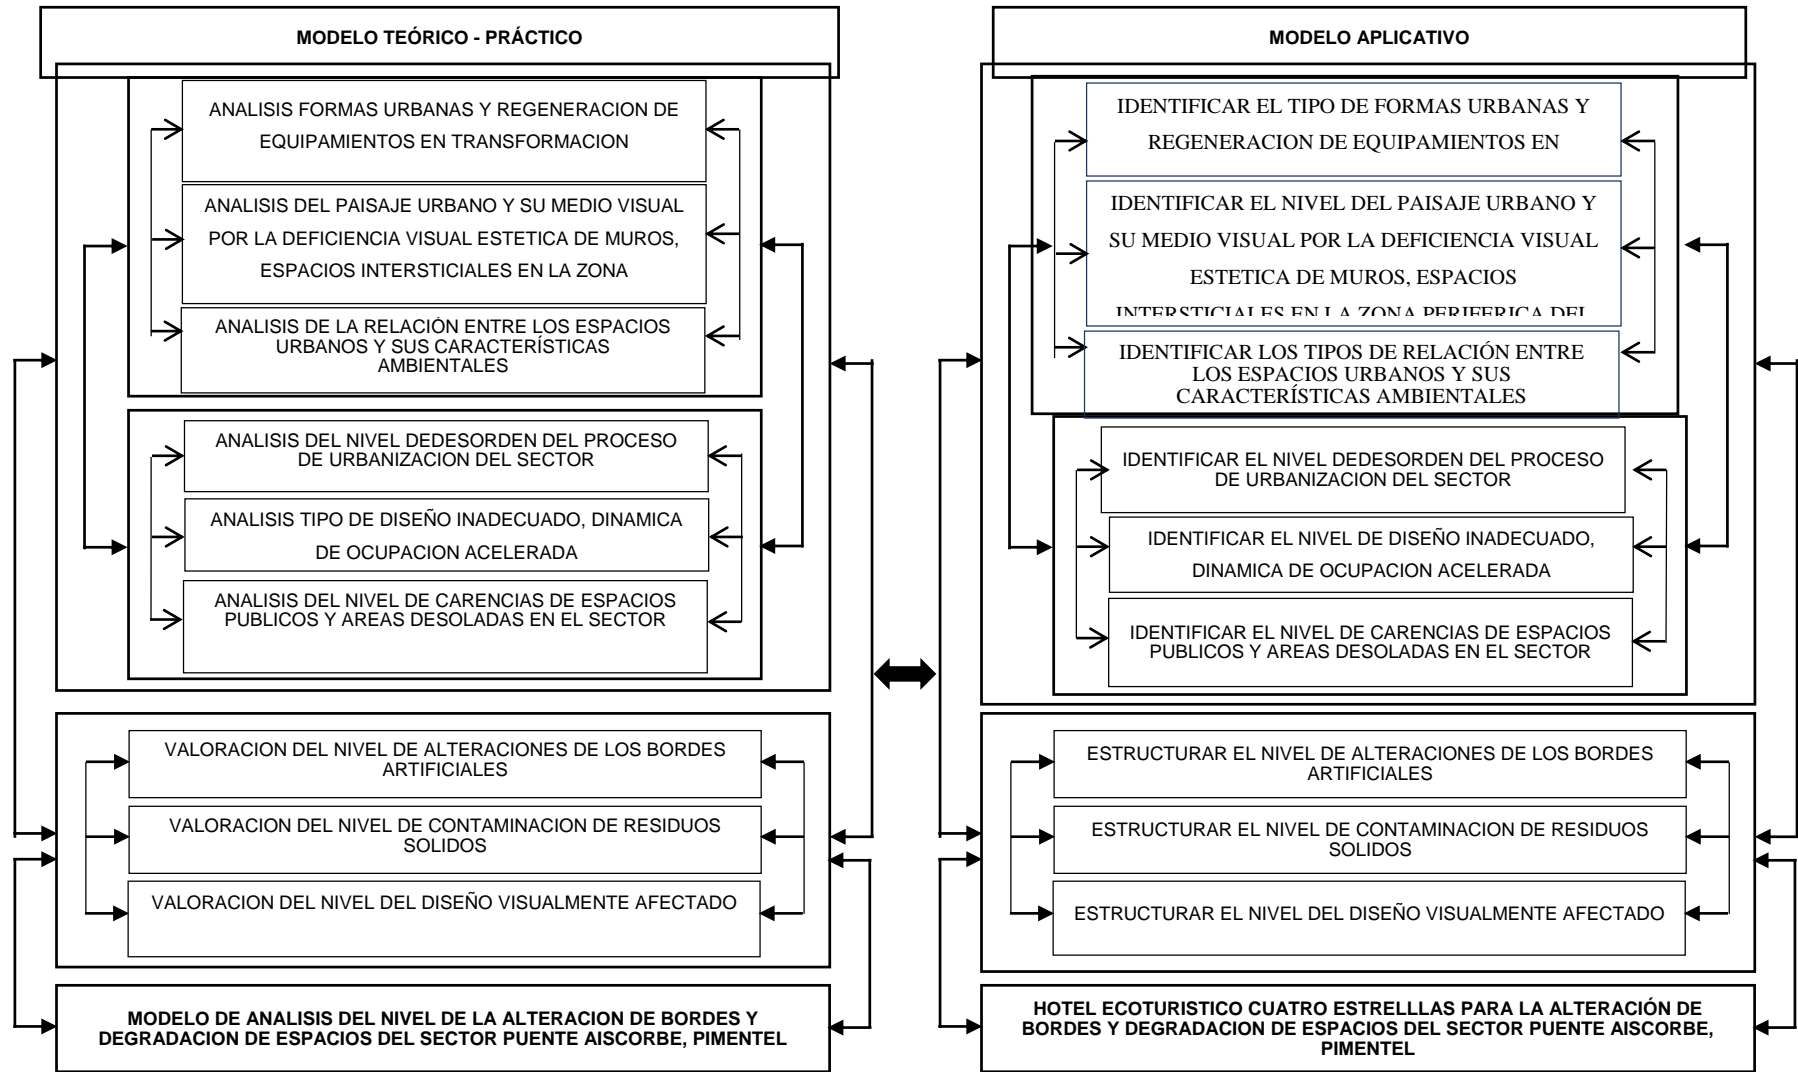 MODELO TEÓRICO - PRÁCTICO
ANALISIS FORMAS URBANAS Y REGENERACION DE
EQUIPAMIENTOS EN TRANSFORMACION
ANALISIS DEL PAISAJE URBANO Y SU MEDIO VISUAL
POR LA DEFICIENCIA VISUAL ESTETICA DE MUROS,
ESPACIOS INTERSTICIALES EN LA ZONA
ANALISIS DE LA RELACIÓN ENTRE LOS ESPACIOS
URBANOS Y SUS CARACTERÍSTICAS
AMBIENTALES
ANALISIS DEL NIVEL DEDESORDEN DEL PROCESO
DE URBANIZACION DEL SECTOR
ANALISIS TIPO DE DISEÑO INADECUADO, DINAMICA
DE OCUPACION ACELERADA
ANALISIS DEL NIVEL DE CARENCIAS DE ESPACIOS
PUBLICOS Y AREAS DESOLADAS EN EL SECTOR
VALORACION DEL NIVEL DE ALTERACIONES DE LOS BORDES
ARTIFICIALES
VALORACION DEL NIVEL DE CONTAMINACION DE RESIDUOS
SOLIDOS
VALORACION DEL NIVEL DEL DISEÑO VISUALMENTE AFECTADO
MODELO DE ANALISIS DEL NIVEL DE LA ALTERACION DE BORDES Y
DEGRADACION DE ESPACIOS DEL SECTOR PUENTE AISCORBE, PIMENTEL
MODELO APLICATIVO
IDENTIFICAR EL TIPO DE FORMAS URBANAS Y
REGENERACION DE EQUIPAMIENTOS EN
IDENTIFICAR EL NIVEL DEL PAISAJE URBANO Y
SU MEDIO VISUAL POR LA DEFICIENCIA VISUAL
ESTETICA DE MUROS, ESPACIOS
INTERSTICIALES EN LA ZONA PERIFERICA DEL
IDENTIFICAR LOS TIPOS DE RELACIÓN ENTRE
LOS ESPACIOS URBANOS Y SUS
CARACTERÍSTICAS AMBIENTALES
IDENTIFICAR EL NIVEL DEDESORDEN DEL PROCESO
DE URBANIZACION DEL SECTOR
IDENTIFICAR EL NIVEL DE DISEÑO INADECUADO,
DINAMICA DE OCUPACION ACELERADA
IDENTIFICAR EL NIVEL DE CARENCIAS DE ESPACIOS
PUBLICOS Y AREAS DESOLADAS EN EL SECTOR
ESTRUCTURAR EL NIVEL DE ALTERACIONES DE LOS BORDES
ARTIFICIALES
ESTRUCTURAR EL NIVEL DE CONTAMINACION DE RESIDUOS
SOLIDOS
ESTRUCTURAR EL NIVEL DEL DISEÑO VISUALMENTE AFECTADO
HOTEL ECOTURISTICO CUATRO ESTRELLLAS PARA LA ALTERACIÓN DE
BORDES Y DEGRADACION DE ESPACIOS DEL SECTOR PUENTE AISCORBE,
PIMENTEL